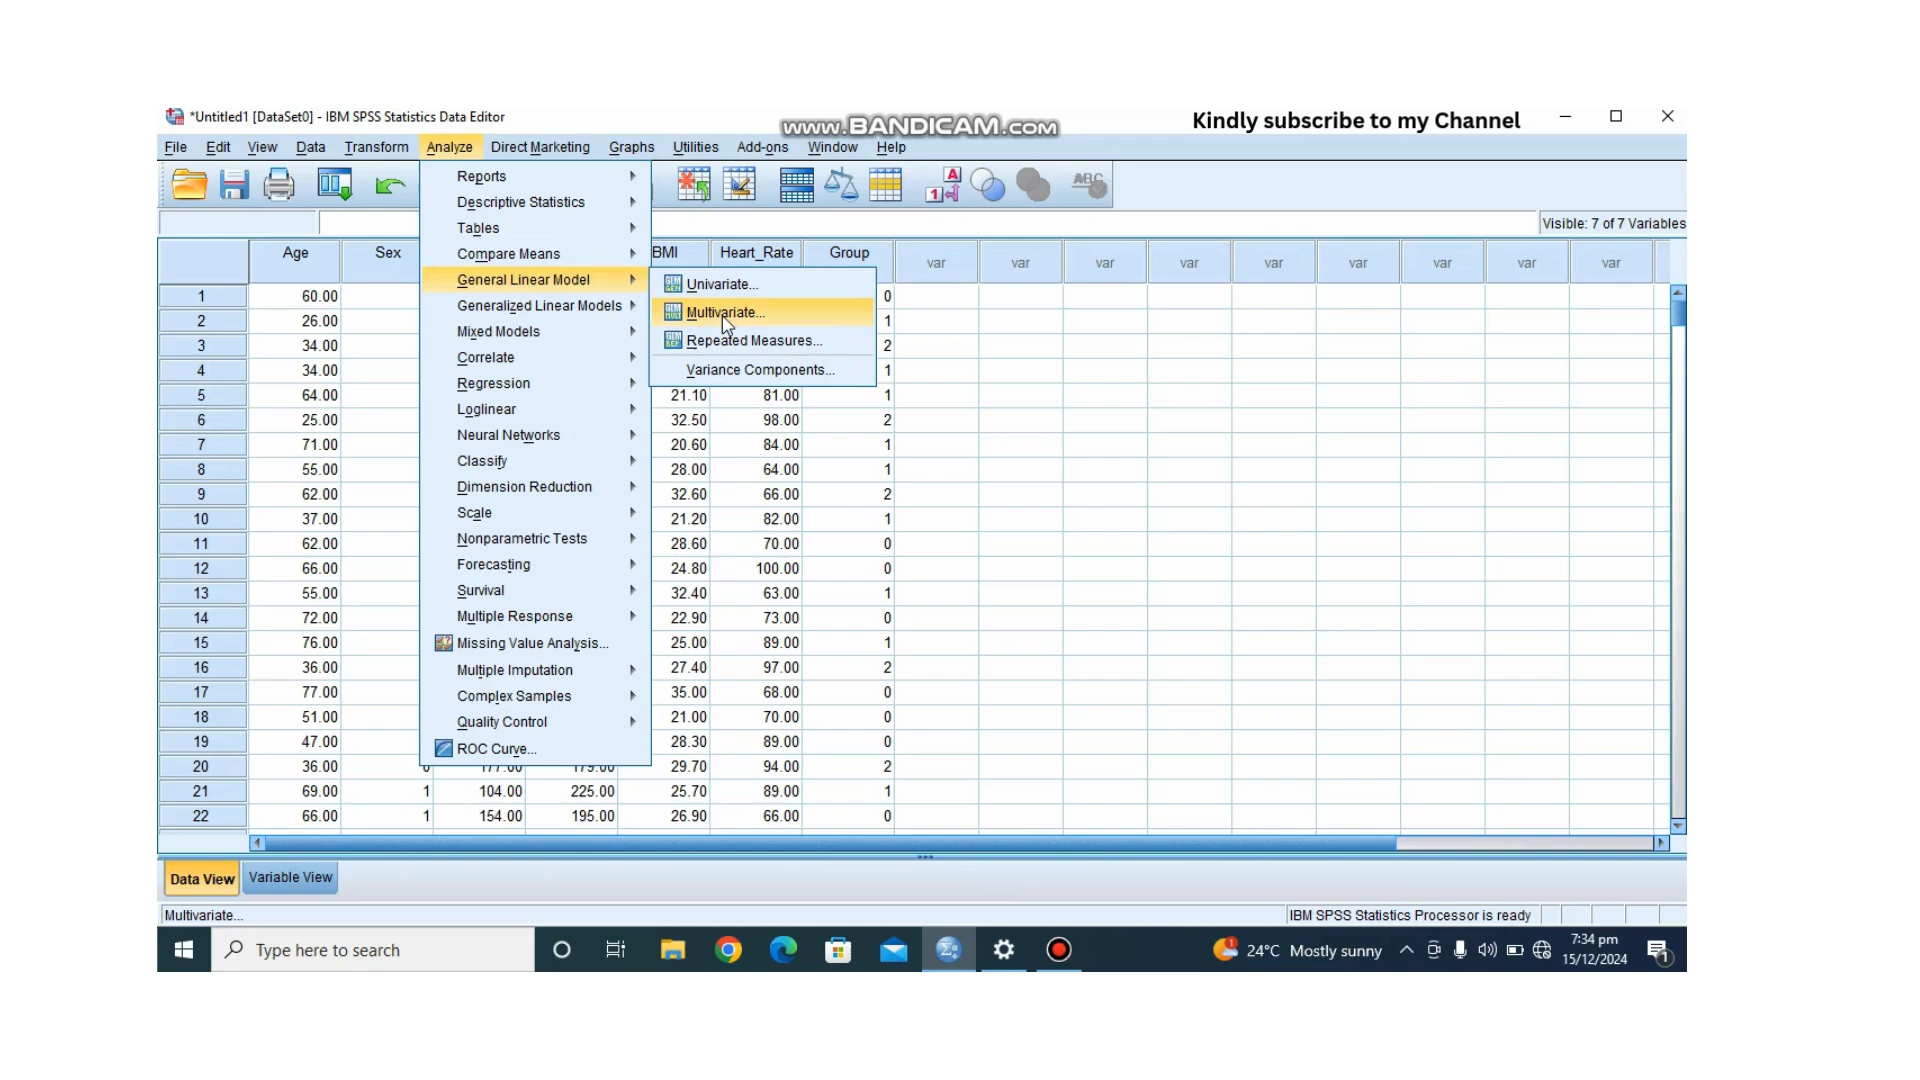 *Untitled1 [DataSet0] - IBM SPSS Statistics Data Editor
www.BANDICAM.com
Kindly subscribe to my Channel
File Edit View Data Transform Analyze Direct Marketing Graphs Utilities Add-ons Window Help
Visible: 7 of 7 Variables
Reports
Descriptive Statistics
Tables
Compare Means
General Linear Model
Generalized Linear Models
Mixed Models
Correlate
Regression
Loglinear
Neural Networks
Classify
Dimension Reduction
Scale
Nonparametric Tests
Forecasting
Survival
Multiple Response
Missing Value Analysis...
Multiple Imputation
Complex Samples
Quality Control
ROC Curve...
Univariate...
Multivariate...
Repeated Measures...
Variance Components...
Age Sex BMI Heart_Rate Group var var var var var var var var var
1 60.00 0
2 26.00 1
3 34.00 2
4 34.00 1
5 64.00 21.10 81.00 1
6 25.00 32.50 98.00 2
7 71.00 20.60 84.00 1
8 55.00 28.00 64.00 1
9 62.00 32.60 66.00 2
10 37.00 21.20 82.00 1
11 62.00 28.60 70.00 0
12 66.00 24.80 100.00 0
13 55.00 32.40 63.00 1
14 72.00 22.90 73.00 0
15 76.00 25.00 89.00 1
16 36.00 27.40 97.00 2
17 77.00 35.00 68.00 0
18 51.00 21.00 70.00 0
19 47.00 28.30 89.00 0
20 36.00 0 177.00 179.00 29.70 94.00 2
21 69.00 1 104.00 225.00 25.70 89.00 1
22 66.00 1 154.00 195.00 26.90 66.00 0
Data View Variable View
Multivariate...
IBM SPSS Statistics Processor is ready
Type here to search
24°C Mostly sunny
7:34 pm
15/12/2024